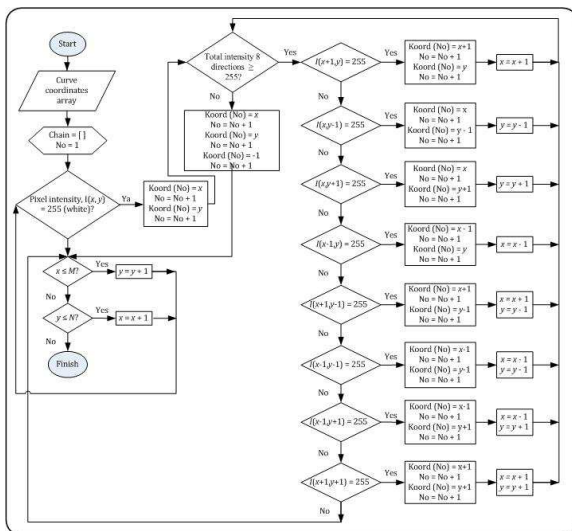 Start
Curve
coordinates
array
Chain = [ ]
No = 1
Pixel intensity, I(x,y)
= 255 (white)?
Ya
Koord (No) = x
No = No + 1
Koord (No) = y
No = No + 1
x ≤ M?
Yes
y = y + 1
No
y ≤ N?
Yes
x = x + 1
No
Finish
Total intensity 8
directions ≥
255?
Yes
No
Koord (No) = x
No = No + 1
Koord (No) = y
No = No + 1
Koord (No) = -1
No = No + 1
I(x+1,y) = 255
Yes
Koord (No) = x+1
No = No + 1
Koord (No) = y
No = No + 1
x = x + 1
No
I(x,y-1) = 255
Yes
Koord (No) = x
No = No + 1
Koord (No) = y - 1
No = No + 1
y = y - 1
No
I(x,y+1) = 255
Yes
Koord (No) = x
No = No + 1
Koord (No) = y+1
No = No + 1
y = y + 1
No
I(x-1,y) = 255
Yes
Koord (No) = x - 1
No = No + 1
Koord (No) = y
No = No + 1
x = x - 1
No
I(x+1,y-1) = 255
Yes
Koord (No) = x+1
No = No + 1
Koord (No) = y-1
No = No + 1
x = x + 1
y = y - 1
No
I(x-1,y-1) = 255
Yes
Koord (No) = x-1
No = No + 1
Koord (No) = y-1
No = No + 1
x = x - 1
y = y - 1
No
I(x-1,y+1) = 255
Yes
Koord (No) = x-1
No = No + 1
Koord (No) = y+1
No = No + 1
x = x - 1
y = y + 1
No
I(x+1,y+1) = 255
Yes
Koord (No) = x+1
No = No + 1
Koord (No) = y+1
No = No + 1
x = x + 1
y = y + 1
No